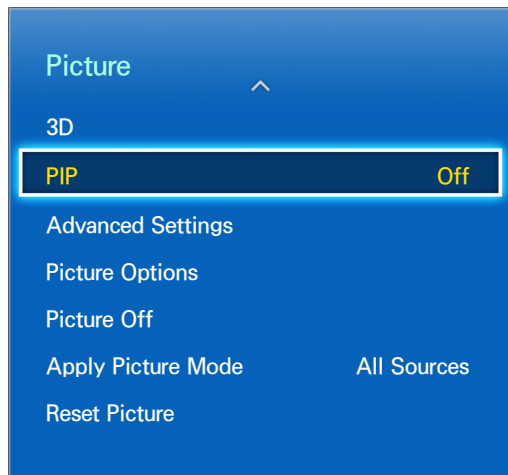 Picture
3D
PIP Off
Advanced Settings
Picture Options
Picture Off
Apply Picture Mode All Sources
Reset Picture